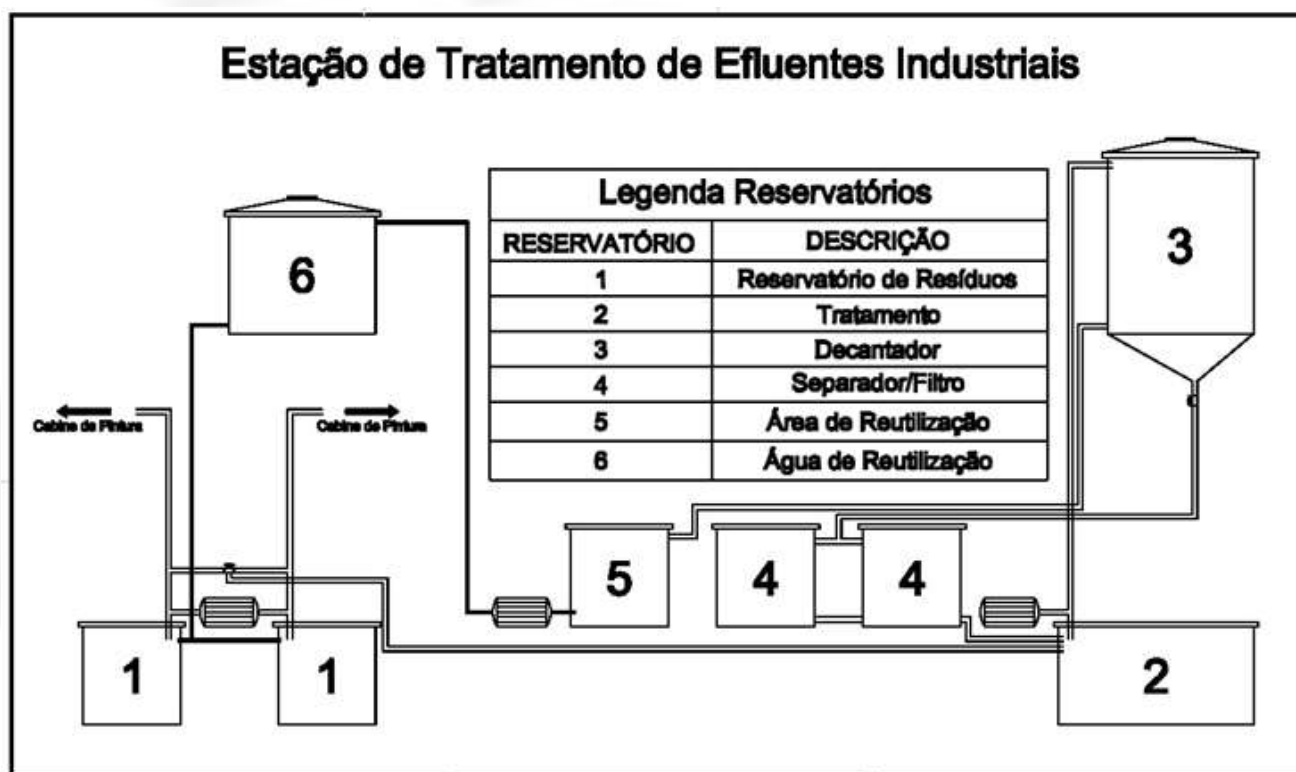 Estação de Tratamento de Efluentes Industriais
Legenda Reservatórios
RESERVATÓRIO DESCRIÇÃO
1 Reservatório de Resíduos
2 Tratamento
3 Decantador
4 Separador/Filtro
5 Área de Reutilização
6 Água de Reutilização
6
3
Cabine de Pintura
Cabine de Pintura
5
4
4
1
1
2